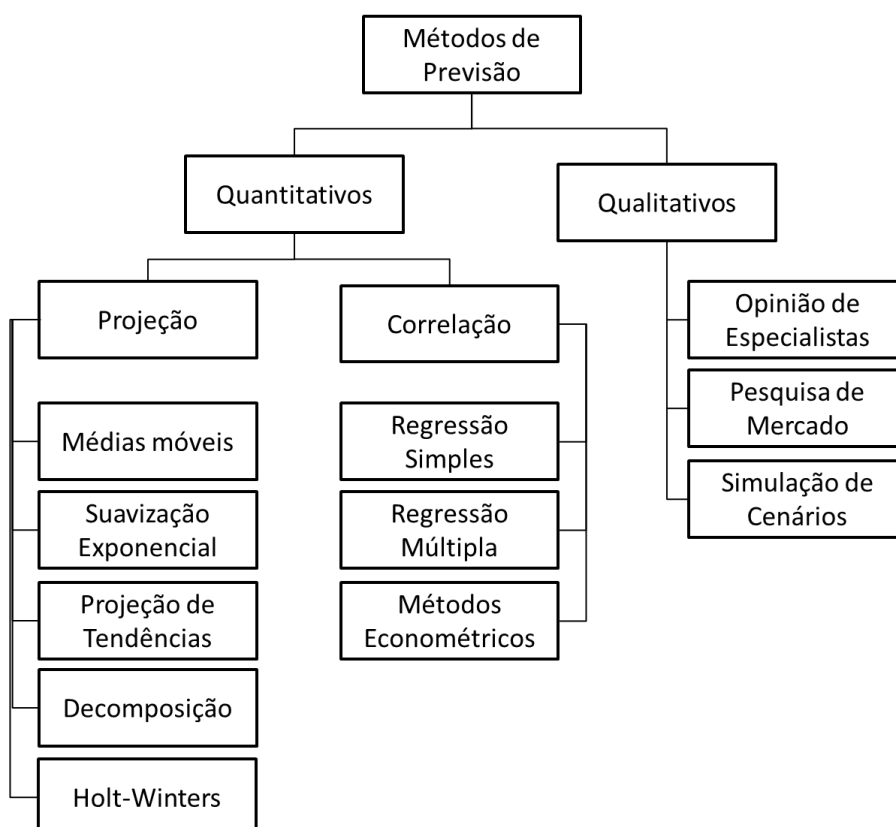 Métodos de
Previsão
Quantitativos
Qualitativos
Projeção
Correlação
Opinião de
Especialistas
Médias móveis
Regressão
Simples
Pesquisa de
Mercado
Suavização
Exponencial
Regressão
Múltipla
Simulação de
Cenários
Projeção de
Tendências
Métodos
Econométricos
Decomposição
Holt-Winters